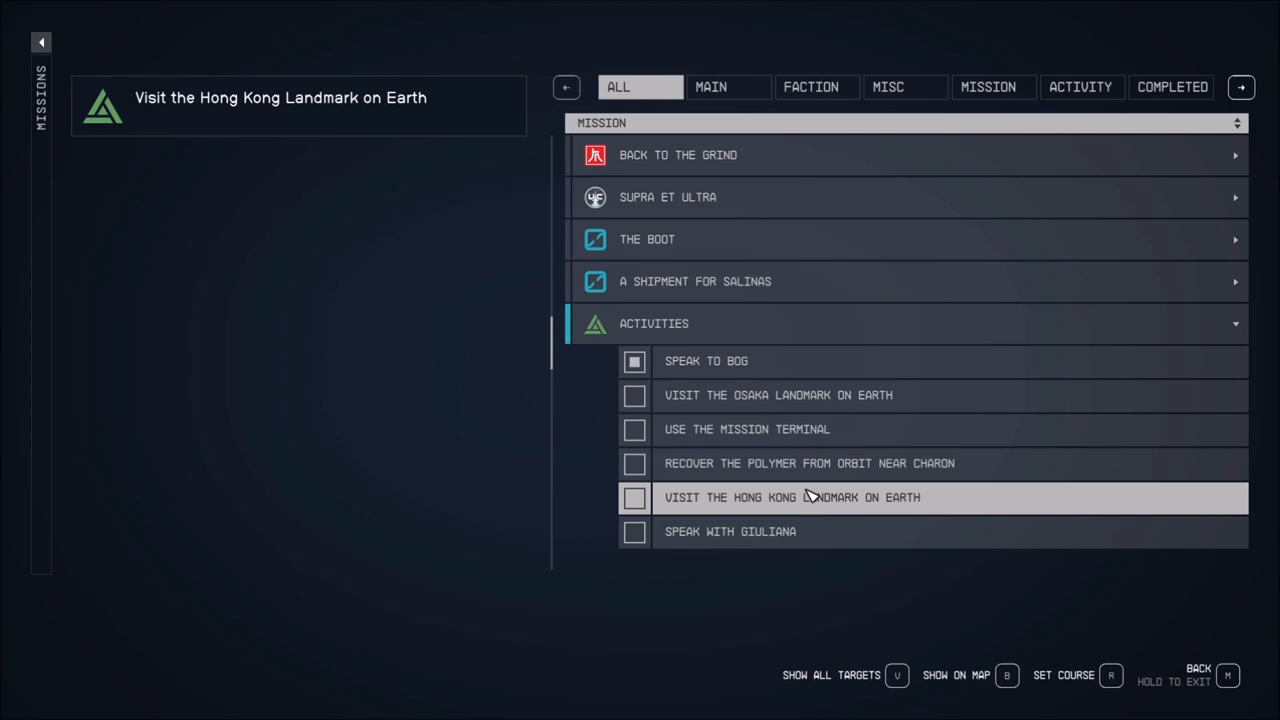 MISSIONS
Visit the Hong Kong Landmark on Earth
ALL
MAIN
FACTION
MISC
MISSION
ACTIVITY
COMPLETED
MISSION
BACK TO THE GRIND
SUPRA ET ULTRA
THE BOOT
A SHIPMENT FOR SALINAS
ACTIVITIES
SPEAK TO BOG
VISIT THE OSAKA LANDMARK ON EARTH
USE THE MISSION TERMINAL
RECOVER THE POLYMER FROM ORBIT NEAR CHARON
VISIT THE HONG KONG LANDMARK ON EARTH
SPEAK WITH GIULIANA
SHOW ALL TARGETS V
SHOW ON MAP B
SET COURSE R
BACK M
HOLD TO EXIT